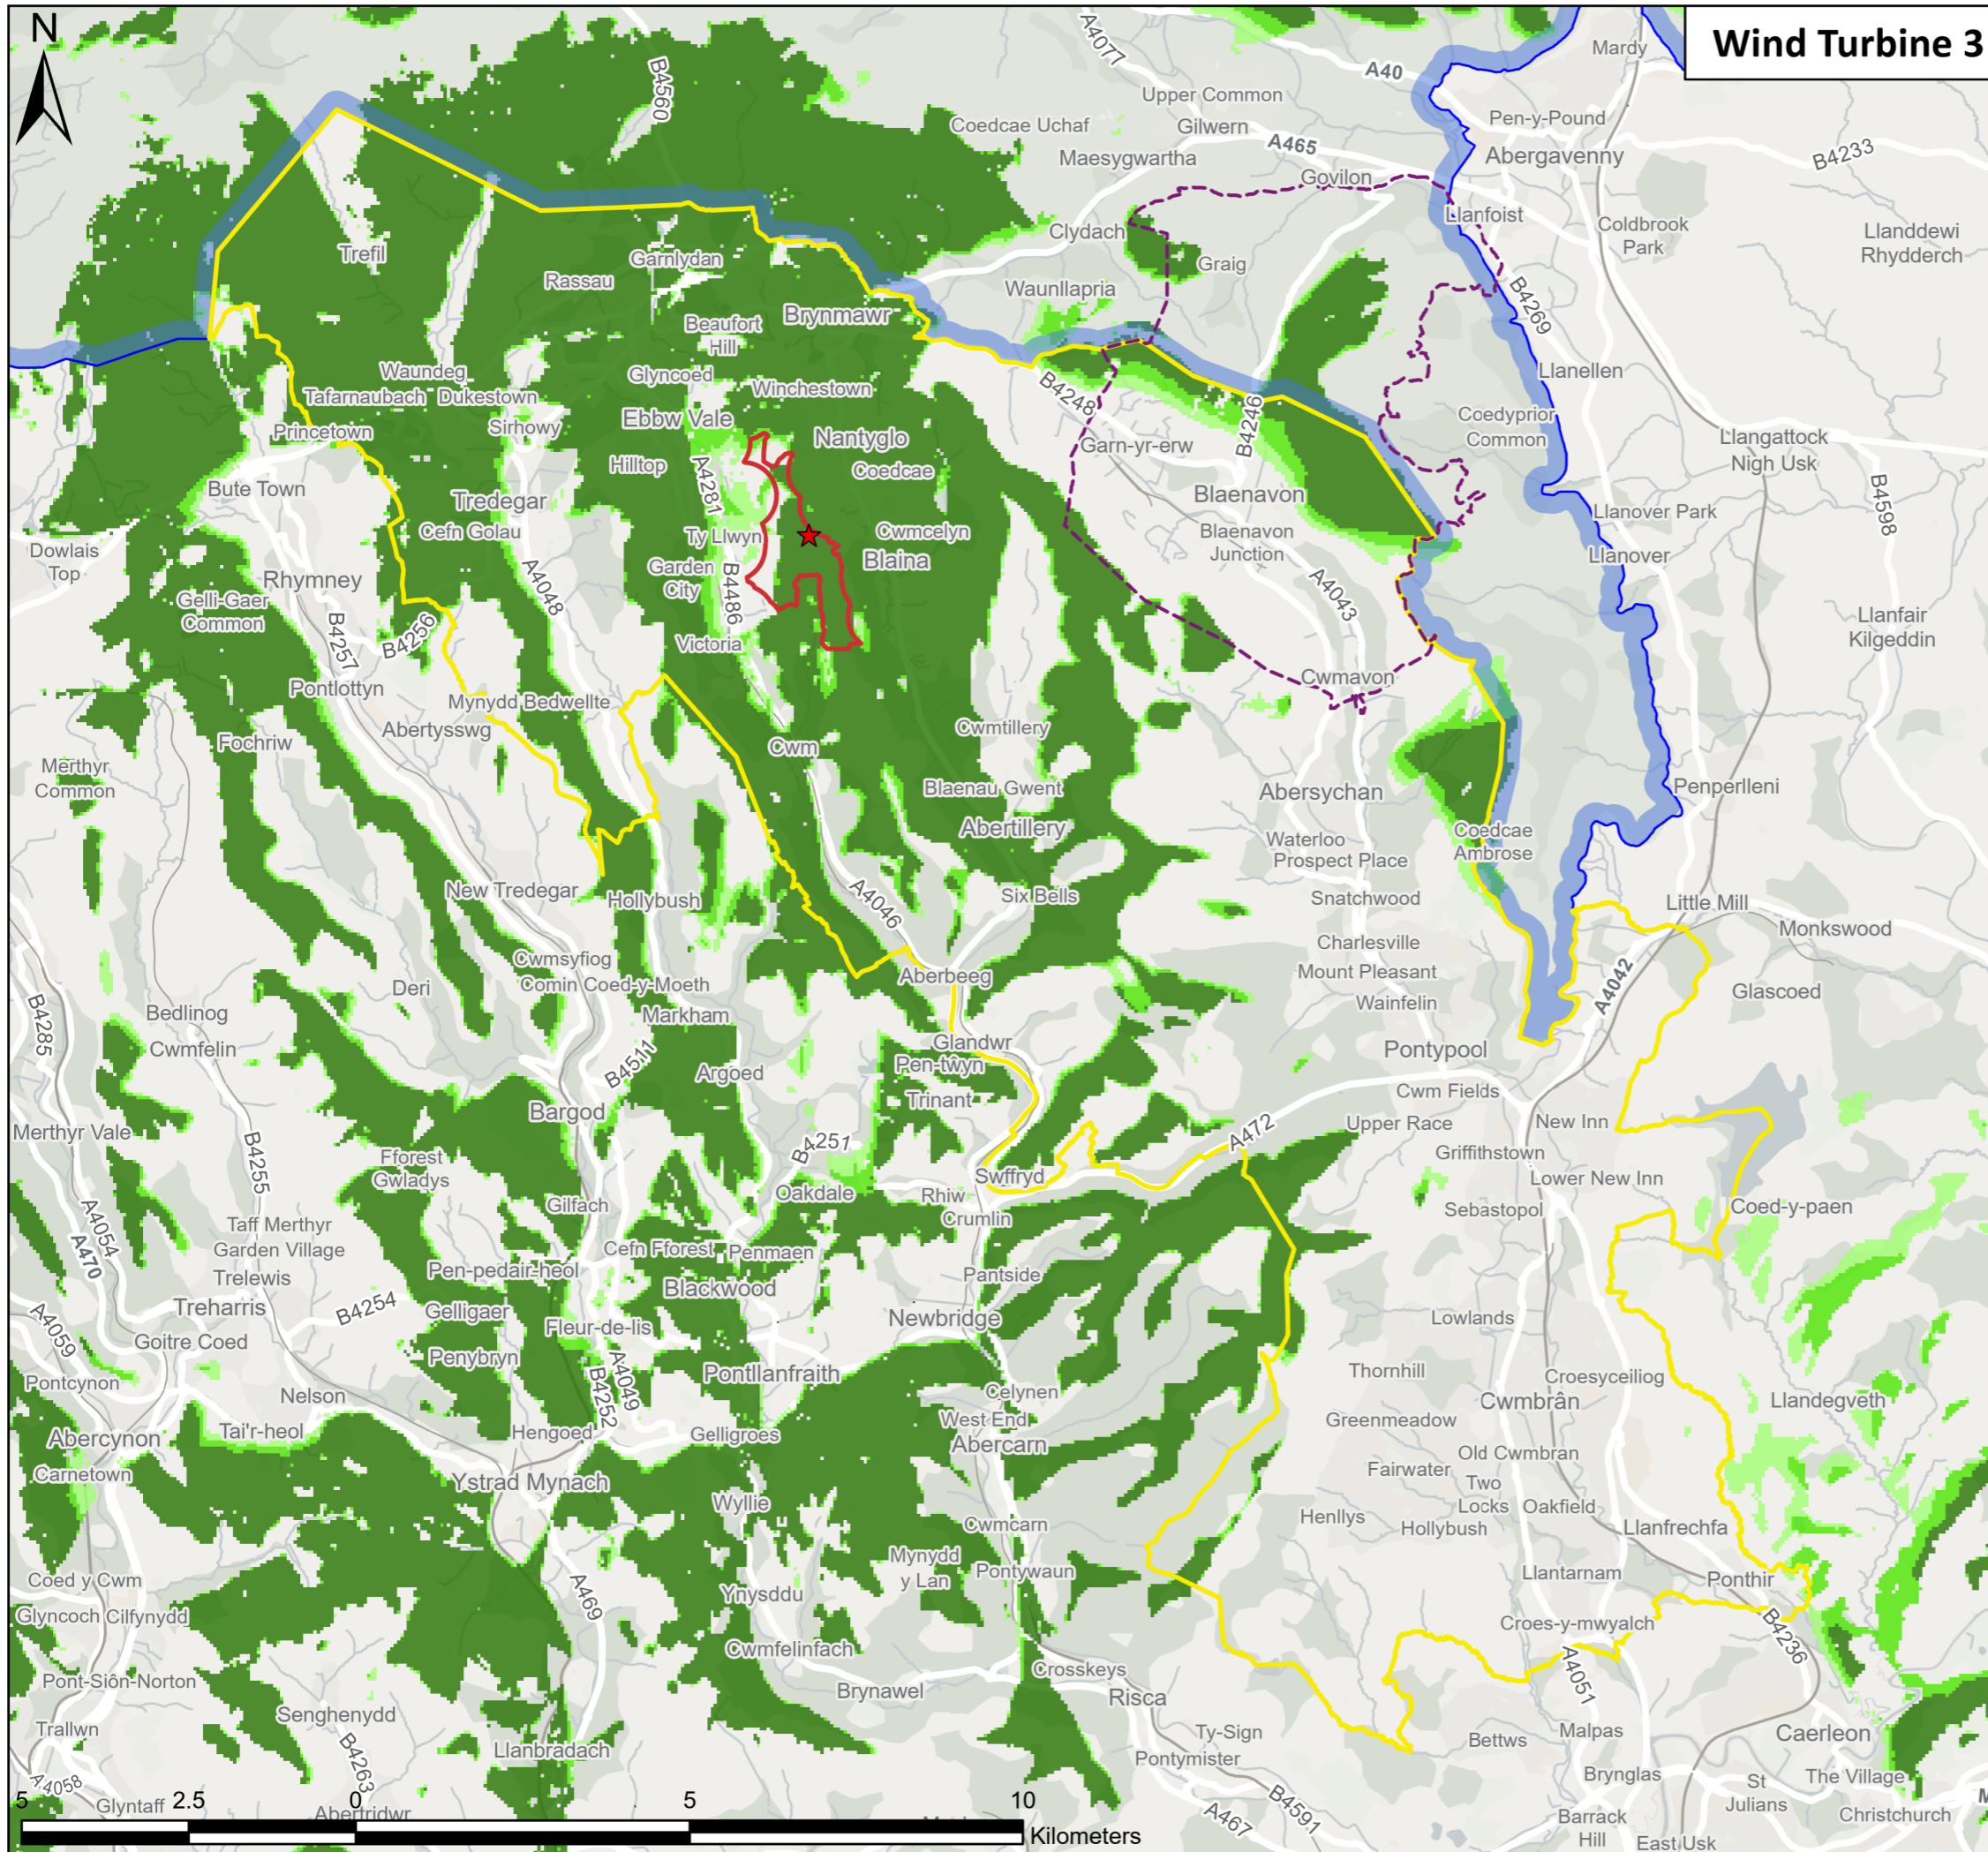 Wind Turbine 3
N
Mardy
A4077
A40
B4560
Upper Common
Pen-y-Pound
Coedcae Uchaf
Gilwern
A465
Abergavenny
B4233
Maesygwartha
Govilon
Llanfoist
Coldbrook
Park
Llanddewi
Rhydderch
Clydach
Trefil
Garnlydan
Graig
Rassau
Waunllapria
B4269
Beaufort
Hill
Brynmawr
Waundeg
Glyncoed
Llanellen
Tafarnaubach
Dukestown
Winchestown
B4248
B4246
Coedyprior
Common
Princetown
Sirhowy
Ebbw Vale
Nantyglo
Garn-yr-erw
Llangattock
Nigh Usk
Hilltop
A4281
Coedcae
Bute Town
Tredegar
Blaenavon
B4598
Llanover Park
Cefn Golau
Ty Llwyn
Cwmcelyn
Blaenavon
Junction
Dowlais
Top
Blaina
Llanover
Rhymney
Garden
City
B4486
A4048
A4043
Gelli-Gaer
Common
B4257
B4256
Llanfair
Kilgeddin
Victoria
Pontlottyn
Cwmavon
Mynydd Bedwellte
Abertysswg
Cwmtillery
Fochriw
Cwm
Merthyr
Common
Blaenau Gwent
Abersychan
Penperlleni
Abertillery
Coedcae
Ambrose
Waterloo
Prospect Place
New Tredegar
Hollybush
A4046
Six Bells
Snatchwood
Little Mill
Monkswood
Charlesville
Cwmsyfiog
Aberbeeg
Mount Pleasant
A4042
Comin Coed-y-Moeth
Deri
Glascoed
Bedlinog
Markham
Wainfelin
B4285
Cwmfelin
Glandwr
Pontypool
Pen-tŵyn
B4511
Argoed
Cwm Fields
Bargod
Trinant
New Inn
Merthyr Vale
B4251
A472
Upper Race
B4255
Fforest
Gwladys
Griffithstown
Swffryd
Lower New Inn
Oakdale
Rhiw
Gilfach
Sebastopol
Coed-y-paen
Crumlin
A4054
A470
Taff Merthyr
Garden Village
Cefn Fforest
Penmaen
Trelewis
Pen-pedair-heol
Pantside
Blackwood
Treharris
B4254
Gelligaer
Newbridge
Lowlands
A4059
Goitre Coed
Fleur-de-lis
Penybryn
Pontllanfraith
Thornhill
Pontcynon
A4049
B4252
Croesyceiliog
Nelson
Celynen
Cwmbrân
Llandegveth
Abercynon
Tai'r-heol
Hengoed
Gelligroes
West End
Greenmeadow
Abercarn
Old Cwmbran
Carnetown
Fairwater
Two
Locks
Ystrad Mynach
Wyllie
Oakfield
Henllys
Hollybush
Llanfrechfa
Cwmcarn
Mynydd
y Lan
Pontywaun
Llantarnam
Ponthir
Coed y Cwm
A469
Ynysddu
Glyncoch
Cilfynydd
Croes-y-mwyalch
B4236
Cwmfelinfach
Pont-Siôn-Norton
Crosskeys
A4051
Brynawel
Risca
Senghenydd
Trallwn
Ty-Sign
Malpas
Caerleon
B4263
Llanbradach
Pontymister
Bettws
A4058
Brynglas
St
Julians
The Village
Glyntaff
Abertridwr
A467
B4591
Barrack
Hill
Christchurch
East Usk
5 2.5 0 5 10
Kilometers